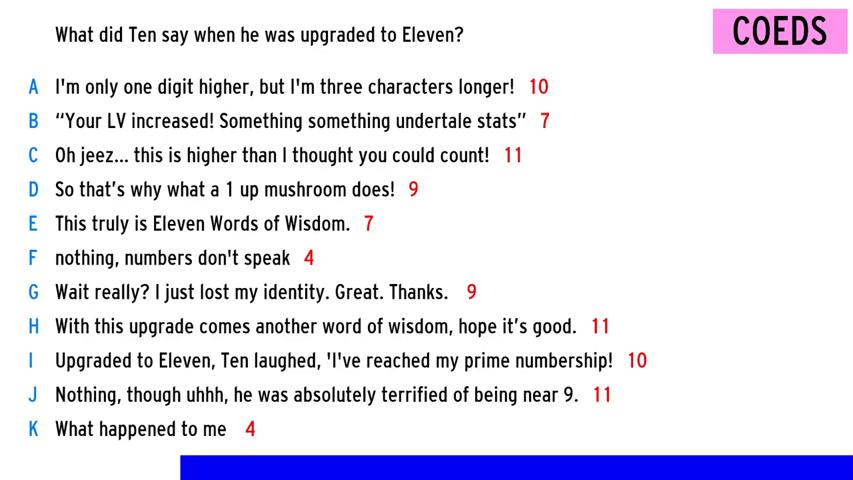 What did Ten say when he was upgraded to Eleven?
COEDS
A I'm only one digit higher, but I'm three characters longer! 10
B “Your LV increased! Something something undertale stats” 7
C Oh jeez... this is higher than I thought you could count! 11
D So that’s why what a 1 up mushroom does! 9
E This truly is Eleven Words of Wisdom. 7
F nothing, numbers don't speak 4
G Wait really? I just lost my identity. Great. Thanks. 9
H With this upgrade comes another word of wisdom, hope it’s good. 11
I Upgraded to Eleven, Ten laughed, 'I've reached my prime numbership! 10
J Nothing, though uhhh, he was absolutely terrified of being near 9. 11
K What happened to me 4